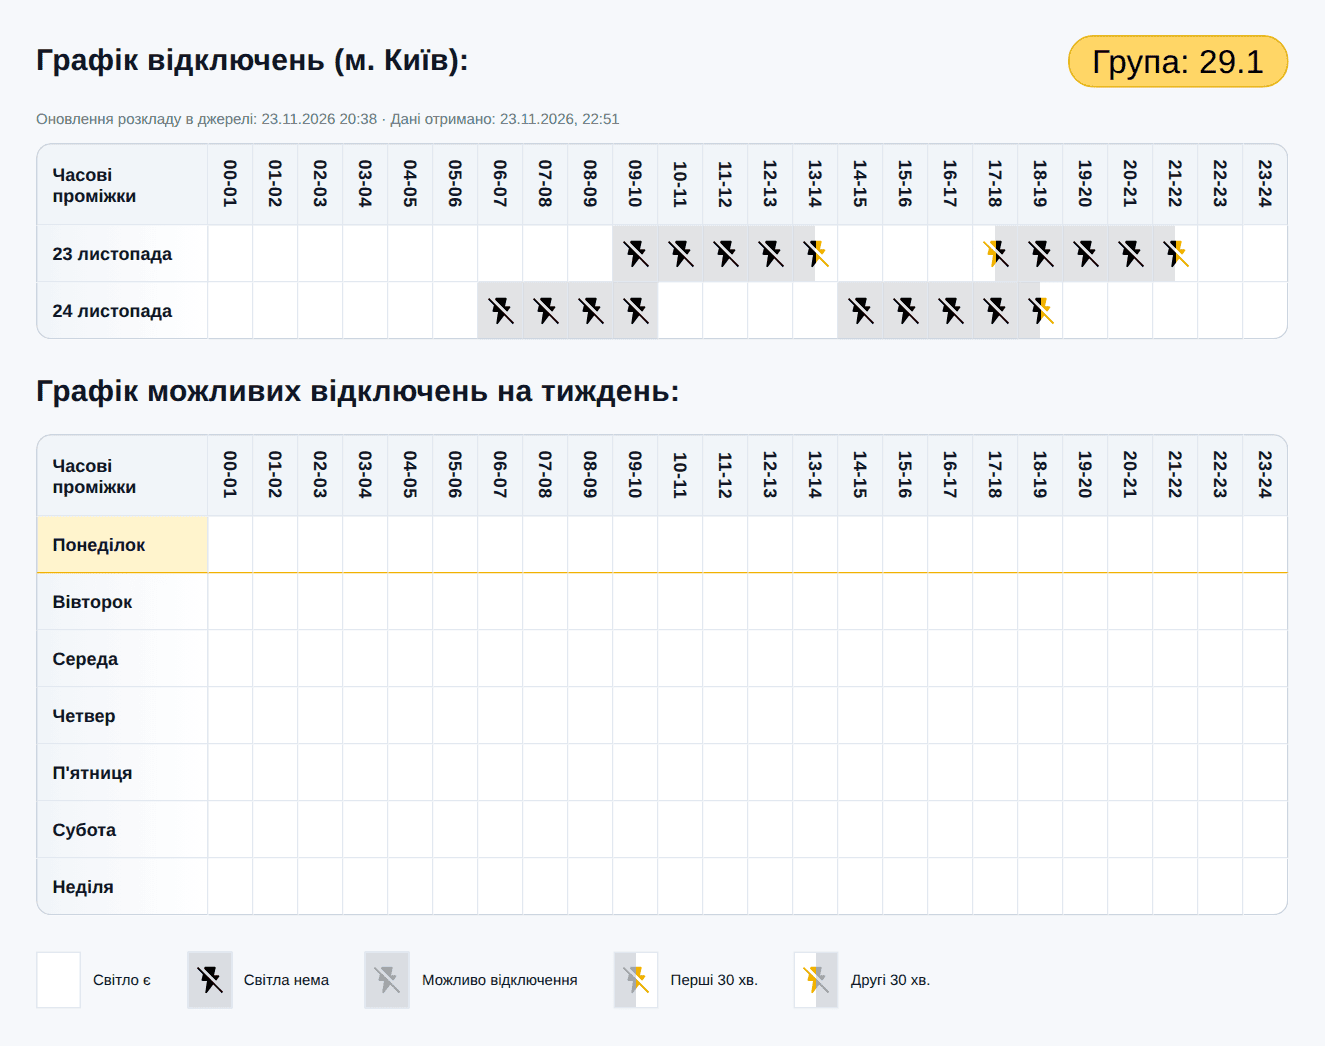 Графік відключень (м. Київ):
Група: 29.1
Оновлення розкладу в джерелі: 23.11.2026 20:38 · Дані отримано: 23.11.2026, 22:51
Часові проміжки 00-01 01-02 02-03 03-04 04-05 05-06 06-07 07-08 08-09 09-10 10-11 11-12 12-13 13-14 14-15 15-16 16-17 17-18 18-19 19-20 20-21 21-22 22-23 23-24
23 листопада
24 листопада
Графік можливих відключень на тиждень:
Часові проміжки 00-01 01-02 02-03 03-04 04-05 05-06 06-07 07-08 08-09 09-10 10-11 11-12 12-13 13-14 14-15 15-16 16-17 17-18 18-19 19-20 20-21 21-22 22-23 23-24
Понеділок
Вівторок
Середа
Четвер
П'ятниця
Субота
Неділя
Світло є Світла нема Можливо відключення Перші 30 хв. Другі 30 хв.